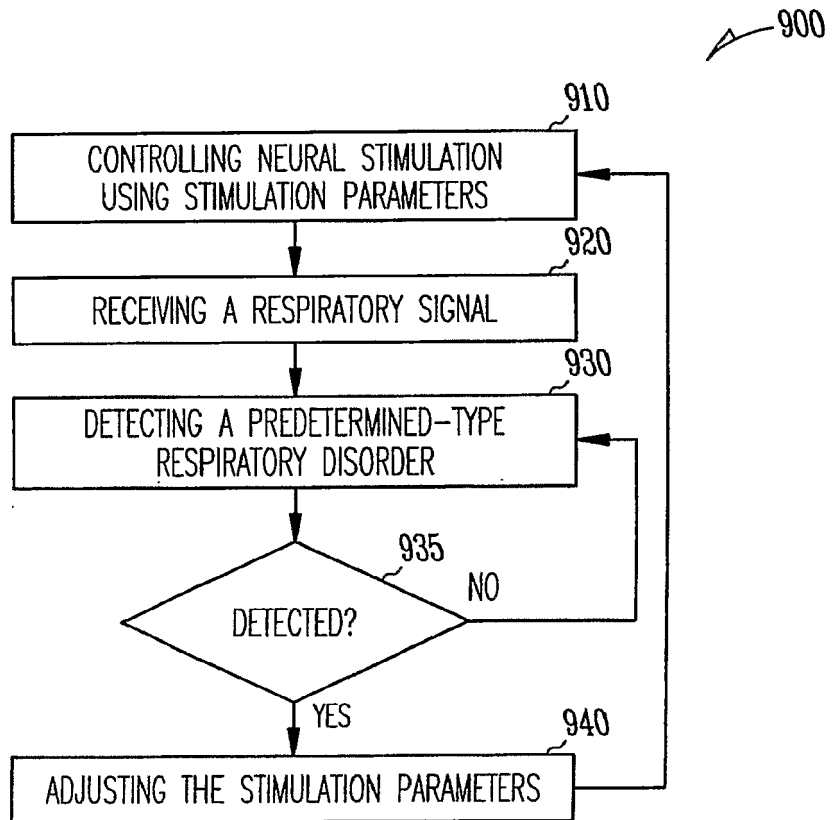 900
910
CONTROLLING NEURAL STIMULATION
USING STIMULATION PARAMETERS
920
RECEIVING A RESPIRATORY SIGNAL
930
DETECTING A PREDETERMINED-TYPE
RESPIRATORY DISORDER
935
DETECTED?
NO
YES
940
ADJUSTING THE STIMULATION PARAMETERS